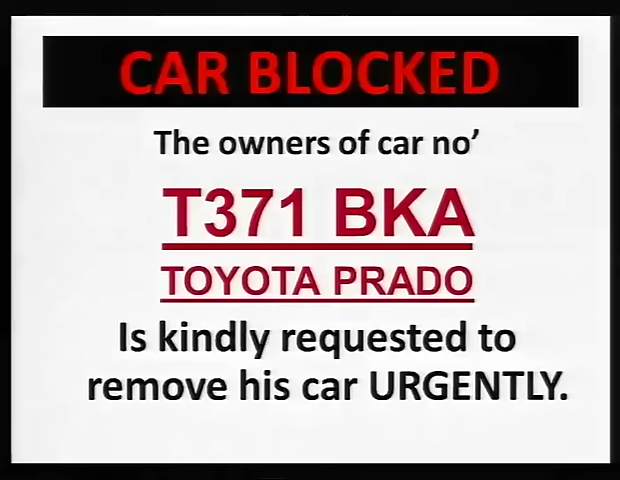 CAR BLOCKED
The owners of car no’
T371 BKA
TOYOTA PRADO
Is kindly requested to
remove his car URGENTLY.